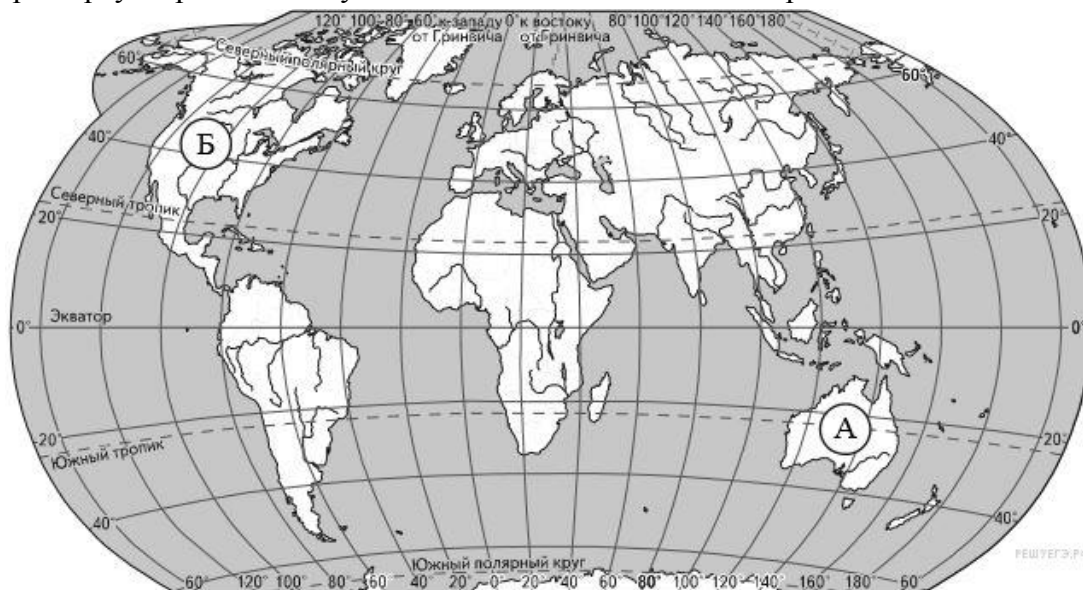 120° 100° 80° 60° к западу 0° к востоку 80° 100° 120° 140° 160° 180°
от Гринвича от Гринвича
Северный полярный круг
60° 60°
Б
40° 40°
Северный тропик
20° 20°
Экватор
0° 0°
А
20° 20°
Южный тропик
40° 40°
Южный полярный круг
60° 120° 100° 80° 60° 40° 20° 0° 20° 40° 60° 80° 100° 120° 140° 160° 180° 60°